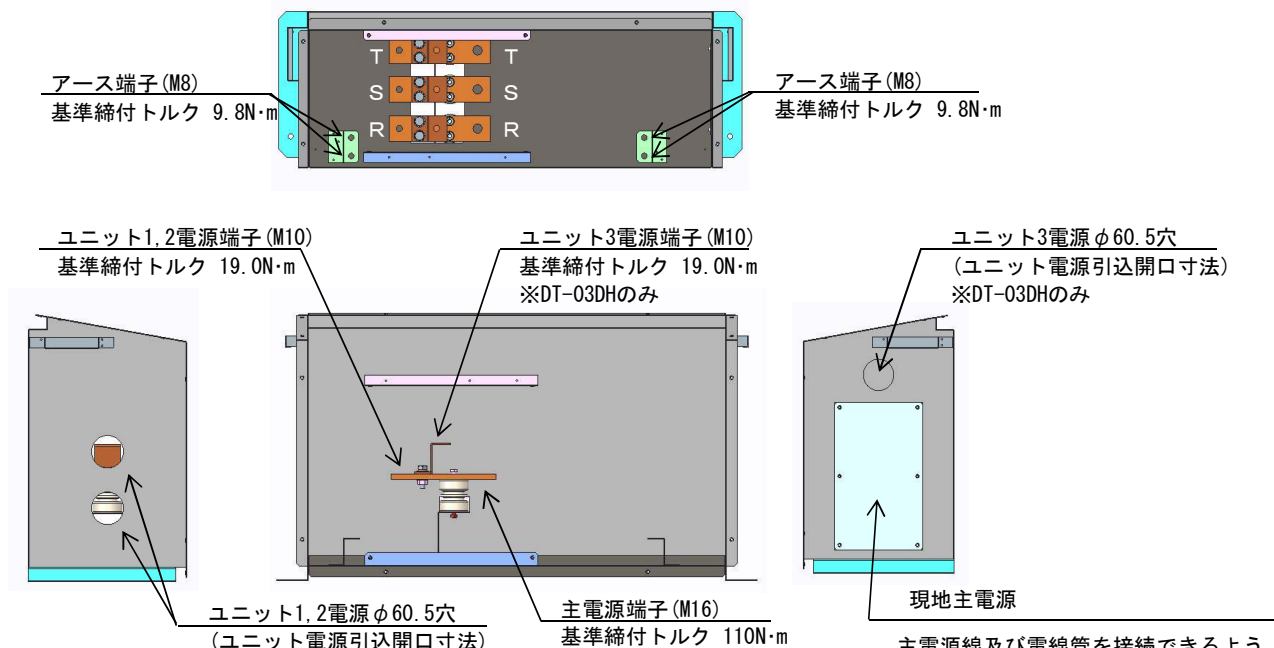 T T
アース端子(M8)
基準締付トルク 9.8N·m
S S
アース端子(M8)
基準締付トルク 9.8N·m
R R
ユニット1,2電源端子(M10)
基準締付トルク 19.0N·m
ユニット3電源端子(M10)
基準締付トルク 19.0N·m
※DT-03DHのみ
ユニット3電源φ60.5穴
(ユニット電源引込開口寸法)
※DT-03DHのみ
ユニット1,2電源φ60.5穴
(ユニット電源引込開口寸法)
主電源端子(M16)
基準締付トルク 110N·m
現地主電源
主電源線及び電線管を接続できるよう